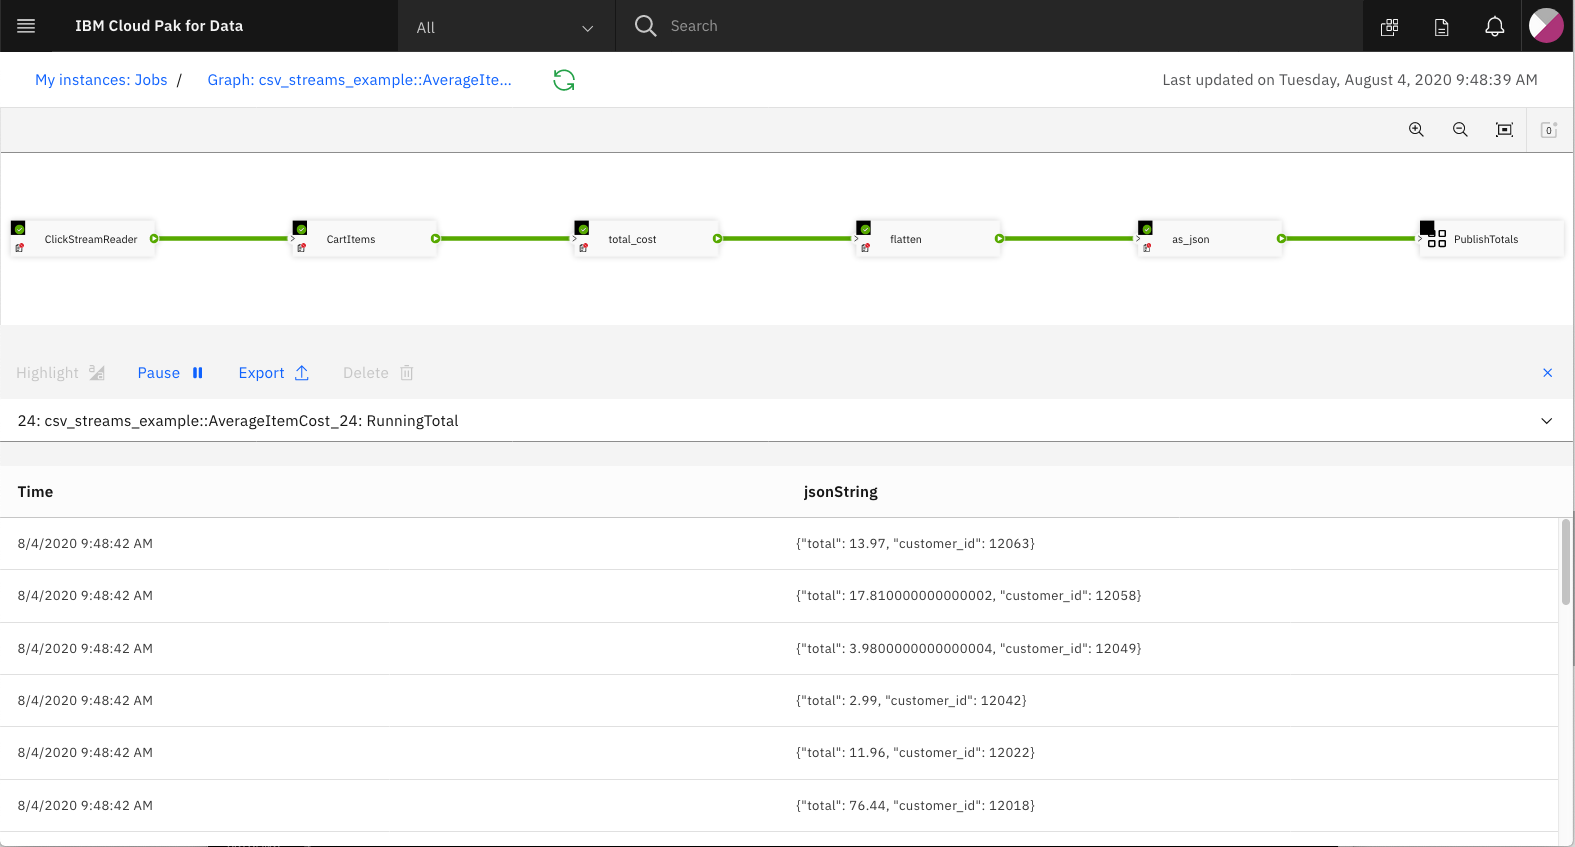 IBM Cloud Pak for Data
All
Search
My instances: Jobs / Graph: csv_streams_example::AverageIte...
Last updated on Tuesday, August 4, 2020 9:48:39 AM
0
ClickStreamReader
CartItems
total_cost
flatten
as_json
PublishTotals
Highlight
Pause
Export
Delete
24: csv_streams_example::AverageItemCost_24: RunningTotal
Time jsonString
8/4/2020 9:48:42 AM {"total": 13.97, "customer_id": 12063}
8/4/2020 9:48:42 AM {"total": 17.810000000000002, "customer_id": 12058}
8/4/2020 9:48:42 AM {"total": 3.9800000000000004, "customer_id": 12049}
8/4/2020 9:48:42 AM {"total": 2.99, "customer_id": 12042}
8/4/2020 9:48:42 AM {"total": 11.96, "customer_id": 12022}
8/4/2020 9:48:42 AM {"total": 76.44, "customer_id": 12018}